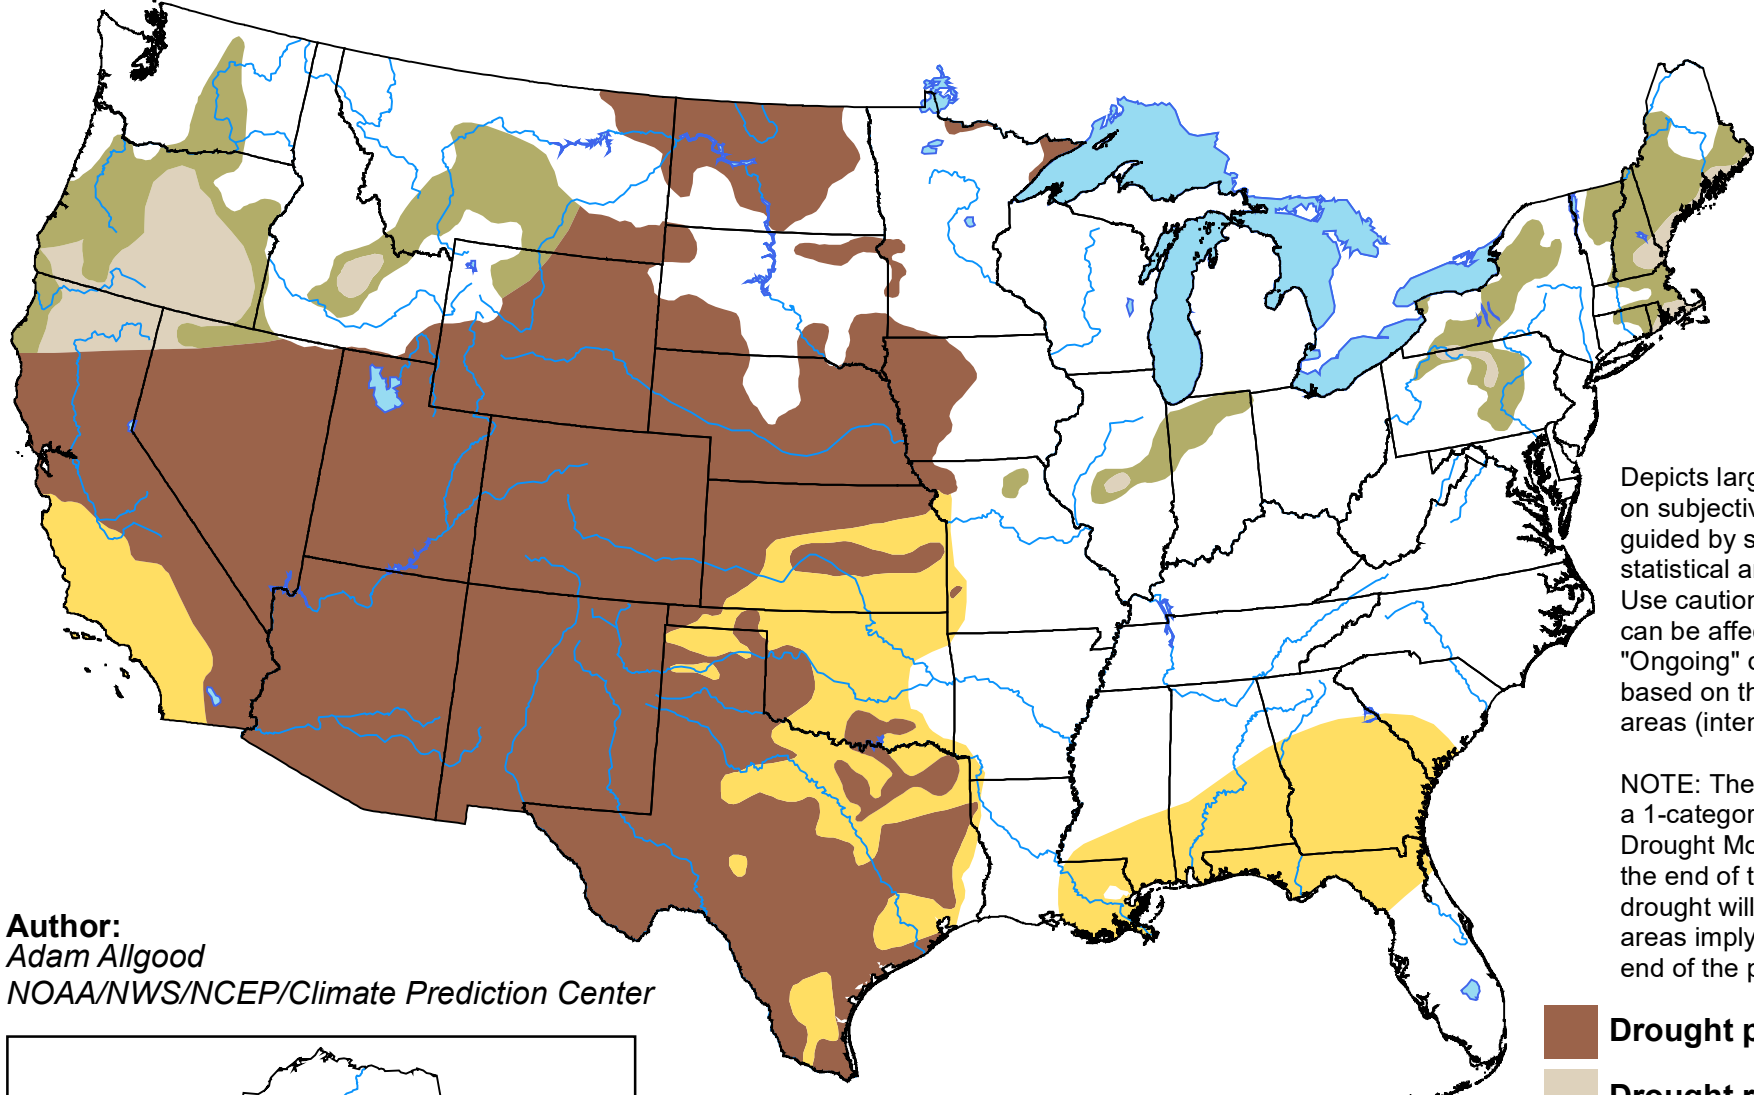 Depicts larg
on subjectiv
guided by s
statistical ar
Use caution
can be affe
"Ongoing" d
based on th
areas (inter
NOTE: The
a 1-categor
Drought Mo
the end of t
drought will
areas imply
end of the p
Author:
Adam Allgood
NOAA/NWS/NCEP/Climate Prediction Center
Drought p
Drought r